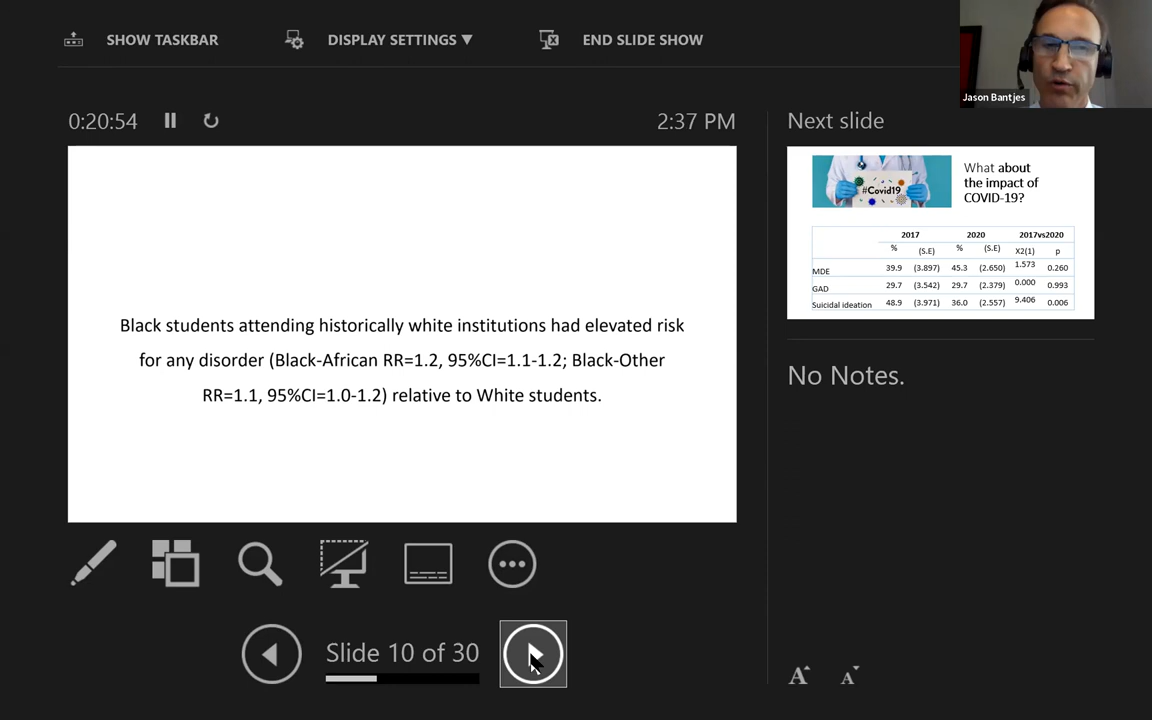 SHOW TASKBAR DISPLAY SETTINGS ▼ END SLIDE SHOW
Jason Bantjes
0:20:54 2:37 PM
Black students attending historically white institutions had elevated risk
for any disorder (Black-African RR=1.2, 95%CI=1.1-1.2; Black-Other
RR=1.1, 95%CI=1.0-1.2) relative to White students.
Slide 10 of 30
Next slide
#Covid19
What about
the impact of
COVID-19?
2017 2020 2017vs2020
% (S.E) % (S.E) X2(1) p
MDE 39.9 (3.897) 45.3 (2.650) 1.573 0.260
GAD 29.7 (3.542) 29.7 (2.379) 0.000 0.993
Suicidal ideation 48.9 (3.971) 36.0 (2.557) 9.406 0.006
No Notes.
A A